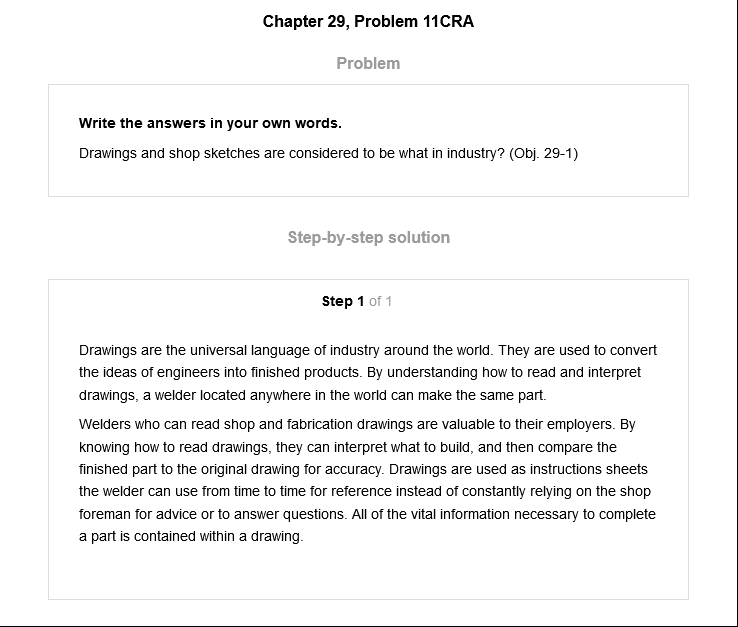 Chapter 29, Problem 11CRA
Problem
Write the answers in your own words.
Drawings and shop sketches are considered to be what in industry? (Obj. 29-1)
Step-by-step solution
Step 1 of 1
Drawings are the universal language of industry around the world. They are used to convert
the ideas of engineers into finished products. By understanding how to read and interpret
drawings, a welder located anywhere in the world can make the same part.
Welders who can read shop and fabrication drawings are valuable to their employers. By
knowing how to read drawings, they can interpret what to build, and then compare the
finished part to the original drawing for accuracy. Drawings are used as instructions sheets
the welder can use from time to time for reference instead of constantly relying on the shop
foreman for advice or to answer questions. All of the vital information necessary to complete
a part is contained within a drawing.